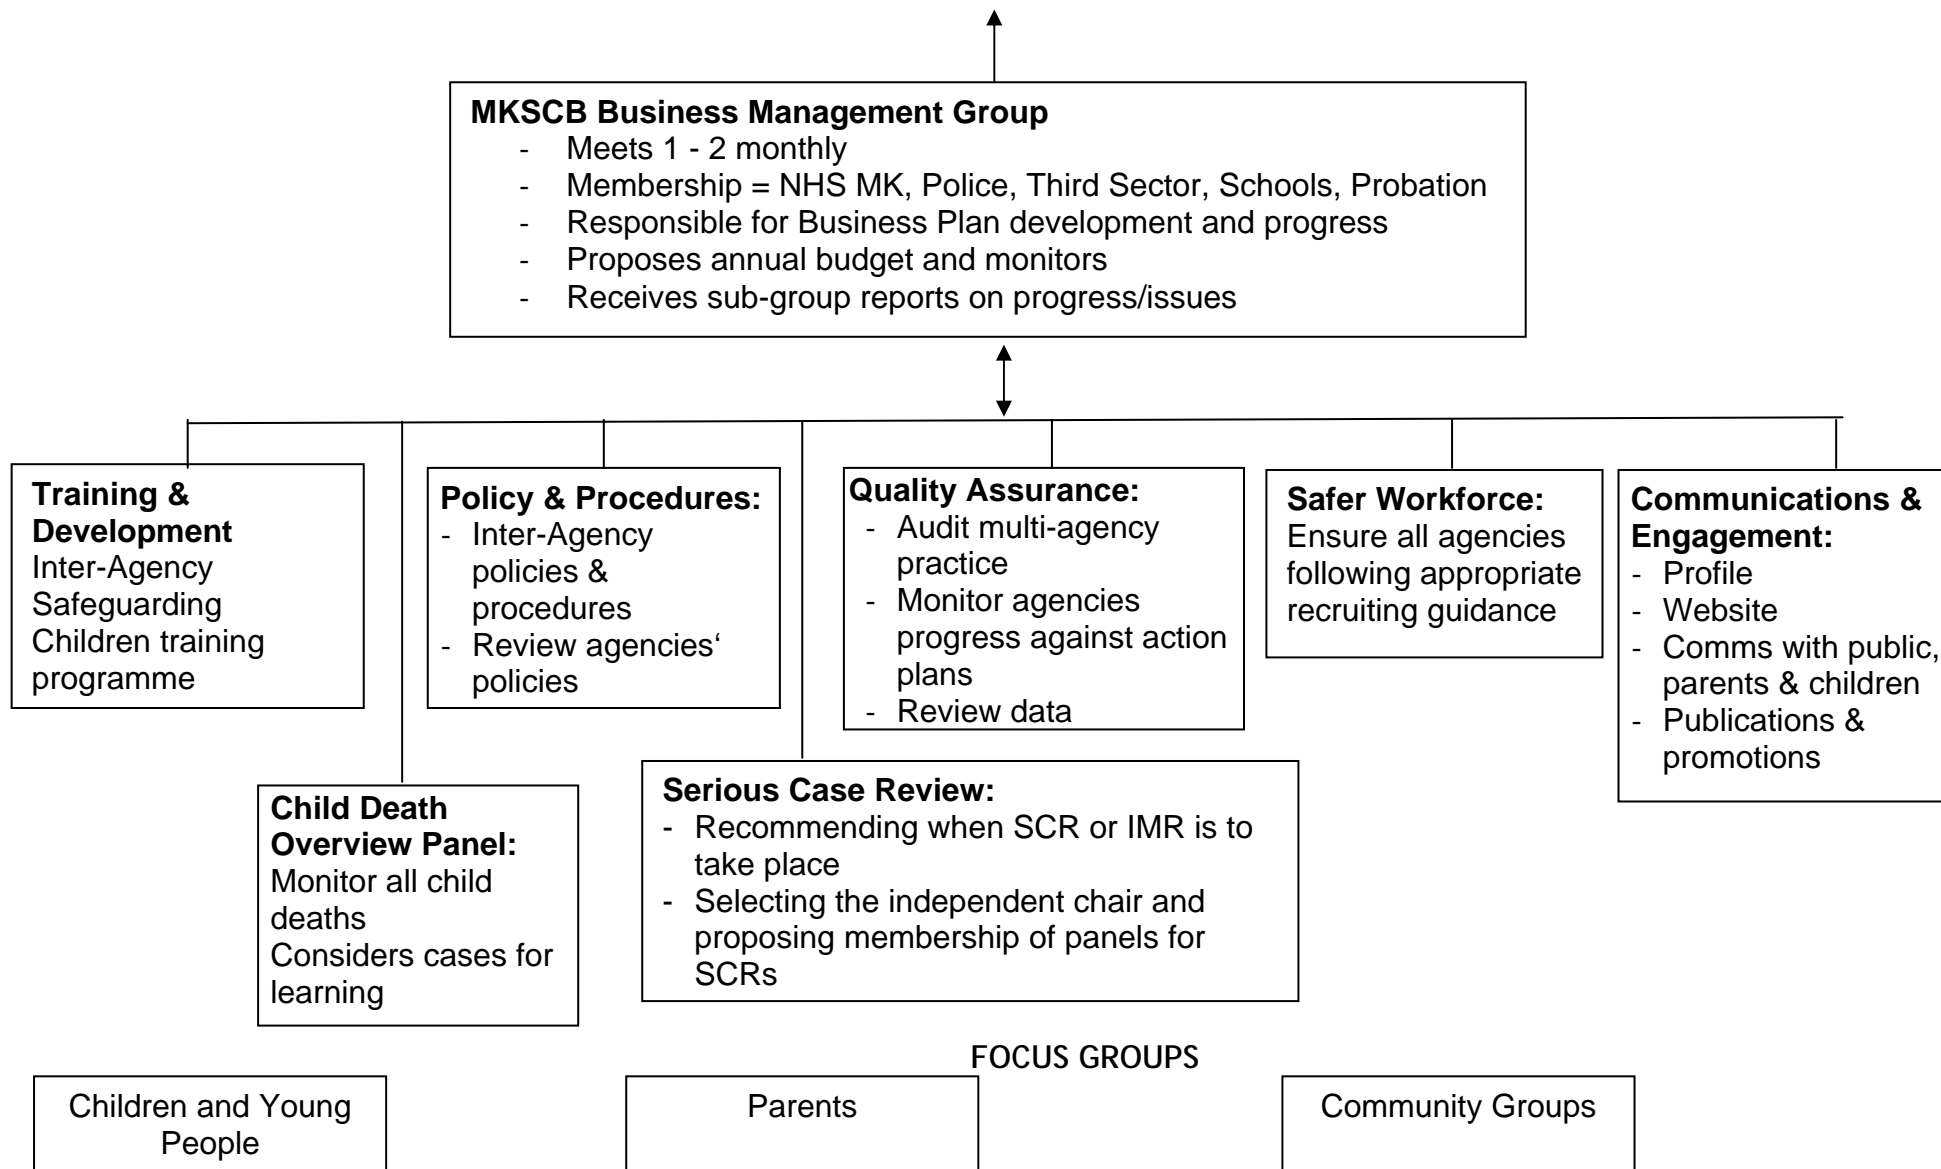 MKSCB Business Management Group
- Meets 1 - 2 monthly
- Membership = NHS MK, Police, Third Sector, Schools, Probation
- Responsible for Business Plan development and progress
- Proposes annual budget and monitors
- Receives sub-group reports on progress/issues
Training &
Development
Inter-Agency
Safeguarding
Children training
programme
Policy & Procedures:
- Inter-Agency
policies &
procedures
- Review agencies‘
policies
Quality Assurance:
- Audit multi-agency
practice
- Monitor agencies
progress against action
plans
- Review data
Safer Workforce:
Ensure all agencies
following appropriate
recruiting guidance
Communications &
Engagement:
- Profile
- Website
- Comms with public,
parents & children
- Publications &
promotions
Child Death
Overview Panel:
Monitor all child
deaths
Considers cases for
learning
Serious Case Review:
- Recommending when SCR or IMR is to
take place
- Selecting the independent chair and
proposing membership of panels for
SCRs
FOCUS GROUPS
Children and Young
People
Parents
Community Groups